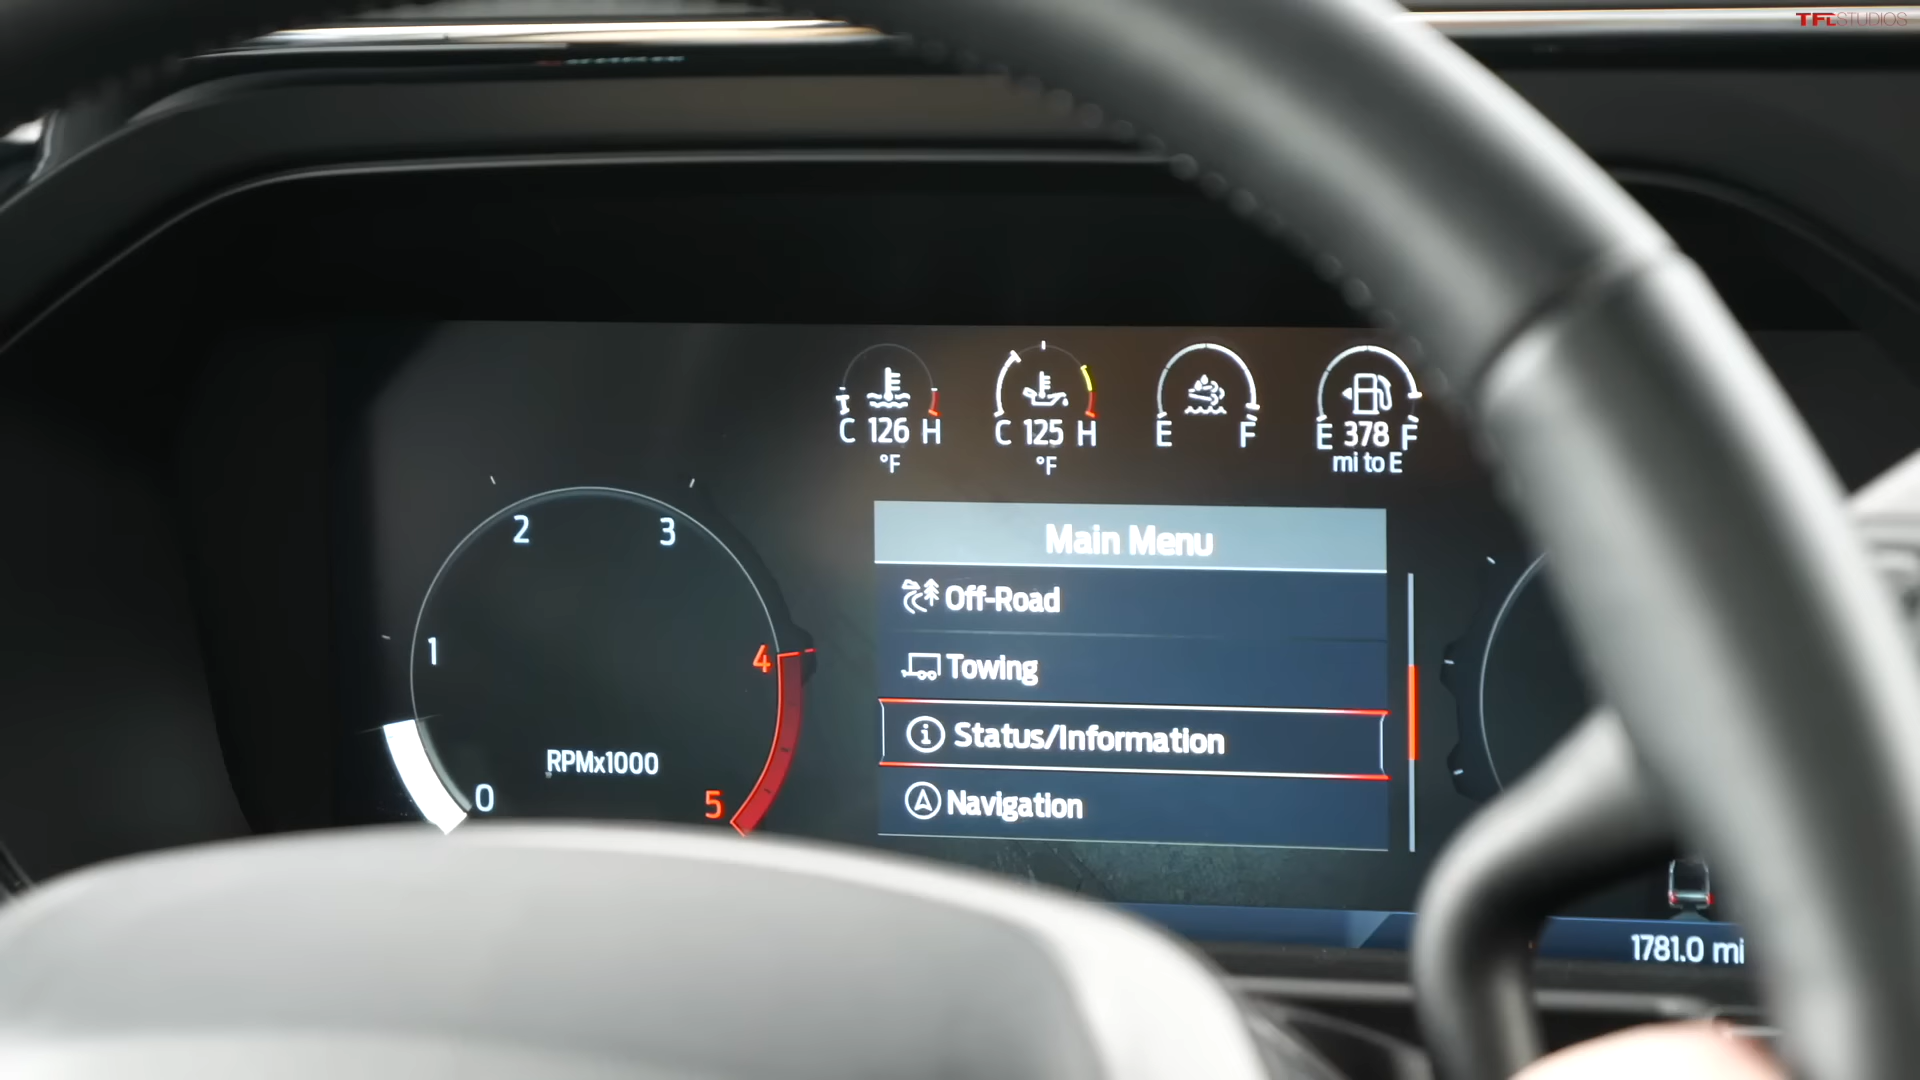 TFLSTUDIOS
C 126 H
°F
C 125 H
°F
E F
E 378 F
mi to E
2 3
1 4
0 5
RPMx1000
Main Menu
Off-Road
Towing
Status/Information
Navigation
1781.0 mi